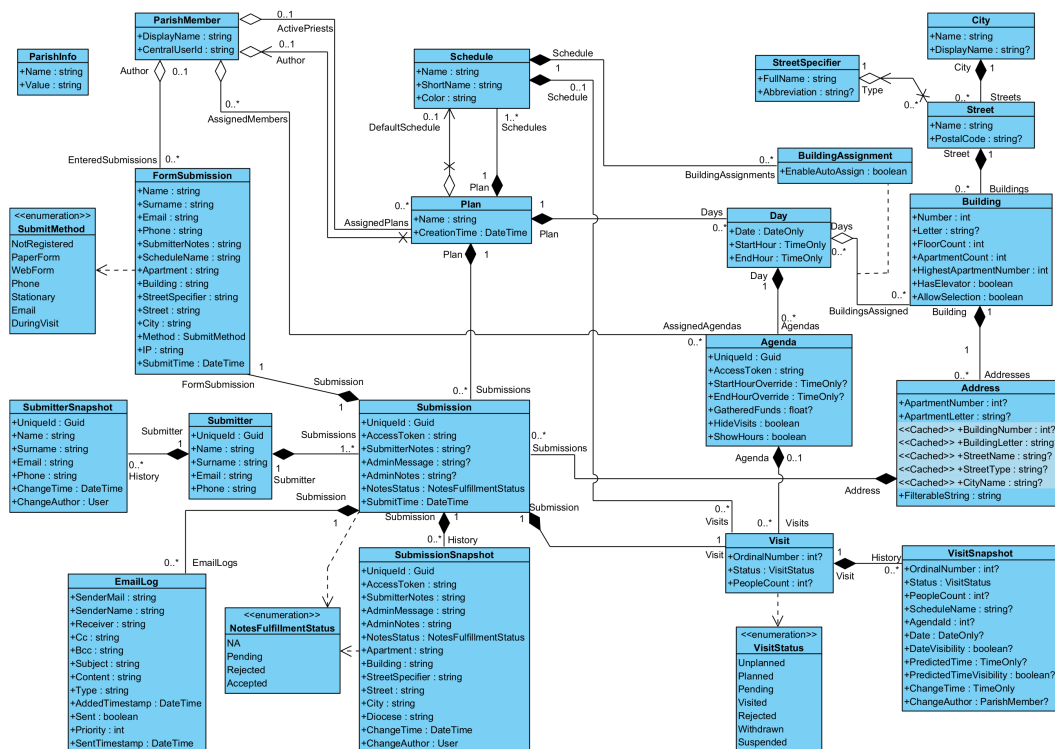 ParishInfo
+Name : string
+Value : string
ParishMember
+DisplayName : string
+CentralUserId : string
0..1
ActivePriests
0..1
Author
Author
0..1
0..*
AssignedMembers
EnteredSubmissions
0..*
Schedule
+Name : string
+ShortName : string
+Color : string
Schedule
1
1
0..1
Schedule
0..1
DefaultSchedule
1..*
Schedules
1
Plan
0..*
AssignedPlans
Plan
+Name : string
+CreationTime : DateTime
1
Plan
Plan
1
StreetSpecifier
+FullName : string
+Abbreviation : string?
1
Type
0..*
City
+Name : string
+DisplayName : string?
City
1
0..*
Streets
Street
+Name : string
+PostalCode : string?
Street
1
0..*
Buildings
BuildingAssignment
+EnableAutoAssign : boolean
0..*
BuildingAssignments
Building
+Number : int
+Letter : string?
+FloorCount : int
+ApartmentCount : int
+HighestApartmentNumber : int
+HasElevator : boolean
+AllowSelection : boolean
Building
1
1
0..*
Addresses
0..*
BuildingsAssigned
Days
0..*
Day
+Date : DateOnly
+StartHour : TimeOnly
+EndHour : TimeOnly
Days
0..*
Day
1
0..*
Agendas
AssignedAgendas
0..*
Agenda
+UniqueId : Guid
+AccessToken : string
+StartHourOverride : TimeOnly?
+EndHourOverride : TimeOnly?
+GatheredFunds : float?
+HideVisits : boolean
+ShowHours : boolean
Agenda
0..1
0..*
Visits
Address
+ApartmentNumber : int?
+ApartmentLetter : string?
<<Cached>> +BuildingNumber : int?
<<Cached>> +BuildingLetter : string
<<Cached>> +StreetName : string?
<<Cached>> +StreetType : string?
<<Cached>> +CityName : string?
+FilterableString : string
Address
<<enumeration>>
SubmitMethod
NotRegistered
PaperForm
WebForm
Phone
Stationary
Email
DuringVisit
FormSubmission
+Name : string
+Surname : string
+Email : string
+Phone : string
+SubmitterNotes : string
+ScheduleName : string
+Apartment : string
+Building : string
+StreetSpecifier : string
+Street : string
+City : string
+Method : SubmitMethod
+IP : string
+SubmitTime : DateTime
1
FormSubmission
Submission
1
0..*
Submissions
SubmitterSnapshot
+UniqueId : Guid
+Name : string
+Surname : string
+Email : string
+Phone : string
+ChangeTime : DateTime
+ChangeAuthor : User
Submitter
1
0..*
History
Submitter
+UniqueId : Guid
+Name : string
+Surname : string
+Email : string
+Phone : string
Submissions
1..*
1
Submitter
Submission
+UniqueId : Guid
+AccessToken : string
+SubmitterNotes : string?
+AdminMessage : string?
+AdminNotes : string?
+NotesStatus : NotesFulfillmentStatus
+SubmitTime : DateTime
0..*
Submissions
Submission
1
0..*
EmailLogs
Submission
1
0..*
History
Submission
1
1
Visit
0..*
Visits
EmailLog
+SenderMail : string
+SenderName : string
+Receiver : string
+Cc : string
+Bcc : string
+Subject : string
+Content : string
+Type : string
+AddedTimestamp : DateTime
+Sent : boolean
+Priority : int
+SentTimestamp : DateTime
<<enumeration>>
NotesFulfillmentStatus
NA
Pending
Rejected
Accepted
SubmissionSnapshot
+UniqueId : Guid
+AccessToken : string
+SubmitterNotes : string
+AdminMessage : string
+AdminNotes : string
+NotesStatus : NotesFulfillmentStatus
+Apartment : string
+Building : string
+StreetSpecifier : string
+Street : string
+City : string
+Diocese : string
+ChangeTime : DateTime
+ChangeAuthor : User
Visit
+OrdinalNumber : int?
+Status : VisitStatus
+PeopleCount : int?
1
Visit
History
0..*
<<enumeration>>
VisitStatus
Unplanned
Planned
Pending
Visited
Rejected
Withdrawn
Suspended
VisitSnapshot
+OrdinalNumber : int?
+Status : VisitStatus
+PeopleCount : int?
+ScheduleName : string?
+AgendaId : int?
+Date : DateOnly?
+DateVisibility : boolean?
+PredictedTime : TimeOnly?
+PredictedTimeVisibility : boolean?
+ChangeTime : TimeOnly
+ChangeAuthor : ParishMember?